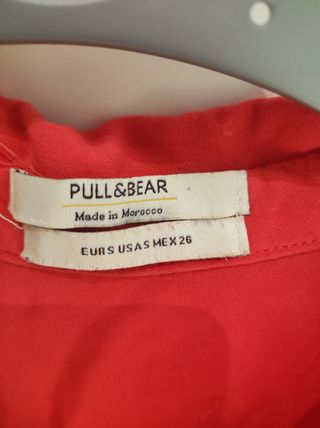 PULL&BEAR
Made in Morocco
EUR S USA S MEX 26